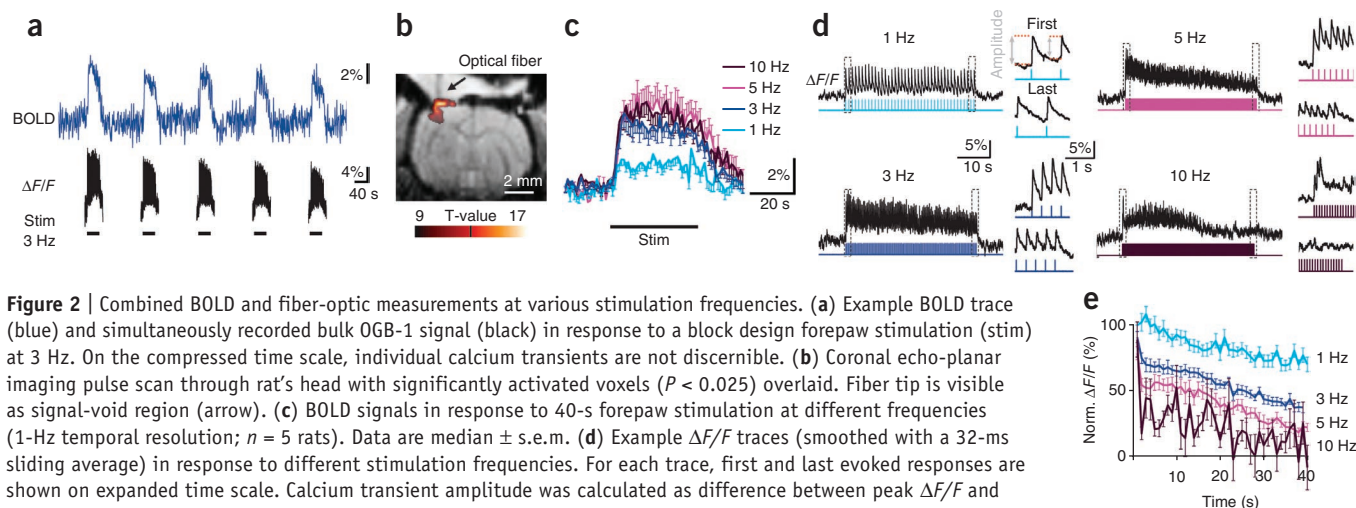 a
2%
BOLD
ΔF/F
4%
40 s
Stim
3 Hz
b
Optical fiber
2 mm
9 T-value 17
c
10 Hz
5 Hz
3 Hz
1 Hz
2%
20 s
Stim
d
1 Hz
First
Amplitude
ΔF/F
Last
5%
10 s
5%
1 s
5 Hz
3 Hz
10 Hz
Figure 2 | Combined BOLD and fiber-optic measurements at various stimulation frequencies. (a) Example BOLD trace
(blue) and simultaneously recorded bulk OGB-1 signal (black) in response to a block design forepaw stimulation (stim)
at 3 Hz. On the compressed time scale, individual calcium transients are not discernible. (b) Coronal echo-planar
imaging pulse scan through rat's head with significantly activated voxels (P < 0.025) overlaid. Fiber tip is visible
as signal-void region (arrow). (c) BOLD signals in response to 40-s forepaw stimulation at different frequencies
(1-Hz temporal resolution; n = 5 rats). Data are median ± s.e.m. (d) Example ΔF/F traces (smoothed with a 32-ms
sliding average) in response to different stimulation frequencies. For each trace, first and last evoked responses are
shown on expanded time scale. Calcium transient amplitude was calculated as difference between peak ΔF/F and
e
Norm. ΔF/F (%)
100
50
0
1 Hz
3 Hz
5 Hz
10 Hz
10 20 30 40
Time (s)